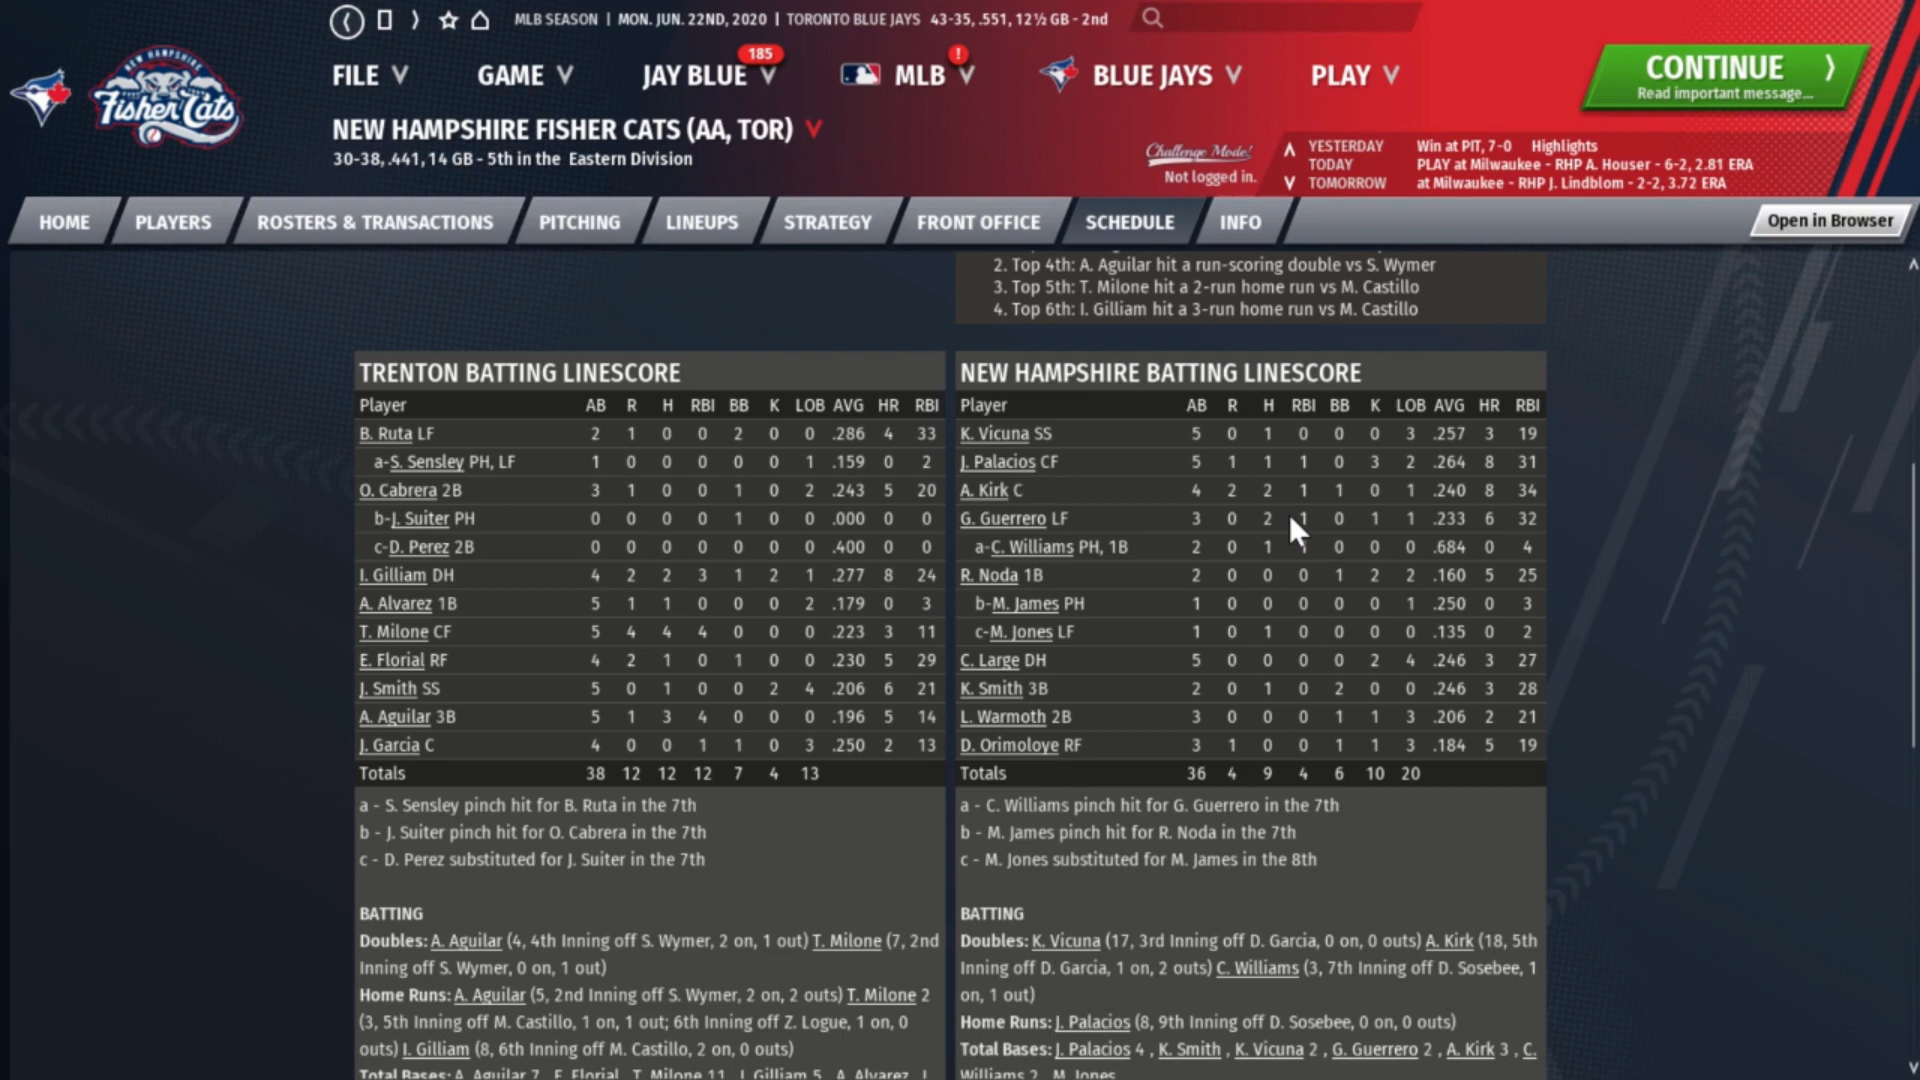 MLB SEASON | MON. JUN. 22ND, 2020 | TORONTO BLUE JAYS 43-35, .551, 12½ GB - 2nd
FILE GAME JAY BLUE 185 MLB ! BLUE JAYS PLAY
CONTINUE
Read important message...
NEW HAMPSHIRE
Fisher Cats
NEW HAMPSHIRE FISHER CATS (AA, TOR)
30-38, .441, 14 GB - 5th in the Eastern Division
Challenge Mode!
Not logged in.
YESTERDAY Win at PIT, 7-0 Highlights
TODAY PLAY at Milwaukee - RHP A. Houser - 6-2, 2.81 ERA
TOMORROW at Milwaukee - RHP J. Lindblom - 2-2, 3.72 ERA
HOME PLAYERS ROSTERS & TRANSACTIONS PITCHING LINEUPS STRATEGY FRONT OFFICE SCHEDULE INFO Open in Browser
2. Top 4th: A. Aguilar hit a run-scoring double vs S. Wymer
3. Top 5th: T. Milone hit a 2-run home run vs M. Castillo
4. Top 6th: I. Gilliam hit a 3-run home run vs M. Castillo
TRENTON BATTING LINESCORE
Player AB R H RBI BB K LOB AVG HR RBI
B. Ruta LF 2 1 0 0 2 0 0 .286 4 33
a-S. Sensley PH, LF 1 0 0 0 0 0 1 .159 0 2
O. Cabrera 2B 3 1 0 0 1 0 2 .243 5 20
b-J. Suiter PH 0 0 0 0 1 0 0 .000 0 0
c-D. Perez 2B 0 0 0 0 0 0 0 .400 0 0
I. Gilliam DH 4 2 2 3 1 2 1 .277 8 24
A. Alvarez 1B 5 1 1 0 0 0 2 .179 0 3
T. Milone CF 5 4 4 4 0 0 0 .223 3 11
E. Florial RF 4 2 1 0 1 0 0 .230 5 29
J. Smith SS 5 0 1 0 0 2 4 .206 6 21
A. Aguilar 3B 5 1 3 4 0 0 0 .196 5 14
J. Garcia C 4 0 0 1 1 0 3 .250 2 13
Totals 38 12 12 12 7 4 13
a - S. Sensley pinch hit for B. Ruta in the 7th
b - J. Suiter pinch hit for O. Cabrera in the 7th
c - D. Perez substituted for J. Suiter in the 7th
BATTING
Doubles: A. Aguilar (4, 4th Inning off S. Wymer, 2 on, 1 out) T. Milone (7, 2nd
Inning off S. Wymer, 0 on, 1 out)
Home Runs: A. Aguilar (5, 2nd Inning off S. Wymer, 2 on, 2 outs) T. Milone 2
(3, 5th Inning off M. Castillo, 1 on, 1 out; 6th Inning off Z. Logue, 1 on, 0
outs) I. Gilliam (8, 6th Inning off M. Castillo, 2 on, 0 outs)
Total Bases: A. Aguilar 7 , E. Florial , T. Milone 11 , I. Gilliam 5 , A. Alvarez , J.
NEW HAMPSHIRE BATTING LINESCORE
Player AB R H RBI BB K LOB AVG HR RBI
K. Vicuna SS 5 0 1 0 0 0 3 .257 3 19
J. Palacios CF 5 1 1 1 0 3 2 .264 8 31
A. Kirk C 4 2 2 1 1 0 1 .240 8 34
G. Guerrero LF 3 0 2 1 0 1 1 .233 6 32
a-C. Williams PH, 1B 2 0 1 0 0 0 .684 0 4
R. Noda 1B 2 0 0 0 1 2 2 .160 5 25
b-M. James PH 1 0 0 0 0 0 1 .250 0 3
c-M. Jones LF 1 0 1 0 0 0 0 .135 0 2
C. Large DH 5 0 0 0 0 2 4 .246 3 27
K. Smith 3B 2 0 1 0 2 0 0 .246 3 28
L. Warmoth 2B 3 0 0 0 1 1 3 .206 2 21
D. Orimoloye RF 3 1 0 0 1 1 3 .184 5 19
Totals 36 4 9 4 6 10 20
a - C. Williams pinch hit for G. Guerrero in the 7th
b - M. James pinch hit for R. Noda in the 7th
c - M. Jones substituted for M. James in the 8th
BATTING
Doubles: K. Vicuna (17, 3rd Inning off D. Garcia, 0 on, 0 outs) A. Kirk (18, 5th
Inning off D. Garcia, 1 on, 2 outs) C. Williams (3, 7th Inning off D. Sosebee, 1
on, 1 out)
Home Runs: J. Palacios (8, 9th Inning off D. Sosebee, 0 on, 0 outs)
Total Bases: J. Palacios 4 , K. Smith , K. Vicuna 2 , G. Guerrero 2 , A. Kirk 3 , C.
Williams 2 , M. Jones